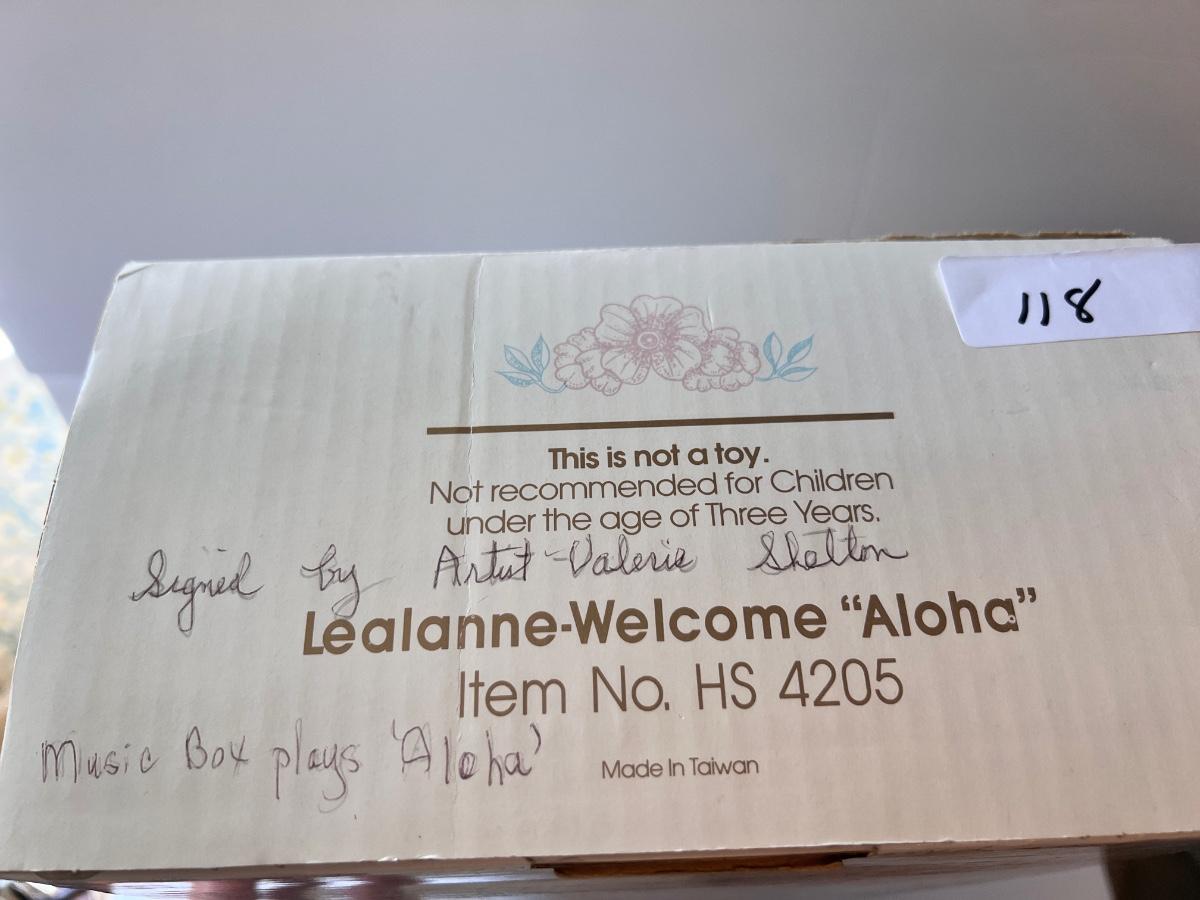 118
This is not a toy.
Not recommended for Children
under the age of Three Years.
Signed by Artist-Valerie Shelton
Lealanne-Welcome “Aloha”
Item No. HS 4205
Music Box plays 'Aloha'
Made In Taiwan